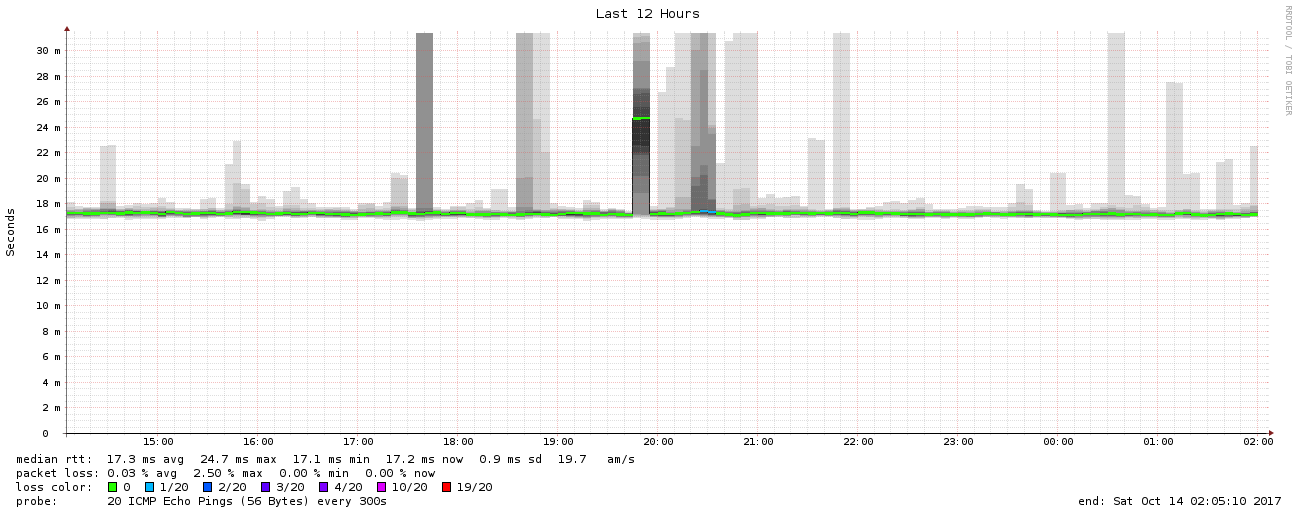 Last 12 Hours
RRDTOOL / TOBI OETIKER
Seconds
30 m
28 m
26 m
24 m
22 m
20 m
18 m
16 m
14 m
12 m
10 m
8 m
6 m
4 m
2 m
0
15:00 16:00 17:00 18:00 19:00 20:00 21:00 22:00 23:00 00:00 01:00 02:00
median rtt: 17.3 ms avg 24.7 ms max 17.1 ms min 17.2 ms now 0.9 ms sd 19.7 am/s
packet loss: 0.03 % avg 2.50 % max 0.00 % min 0.00 % now
loss color: 0 1/20 2/20 3/20 4/20 10/20 19/20
probe: 20 ICMP Echo Pings (56 Bytes) every 300s end: Sat Oct 14 02:05:10 2017